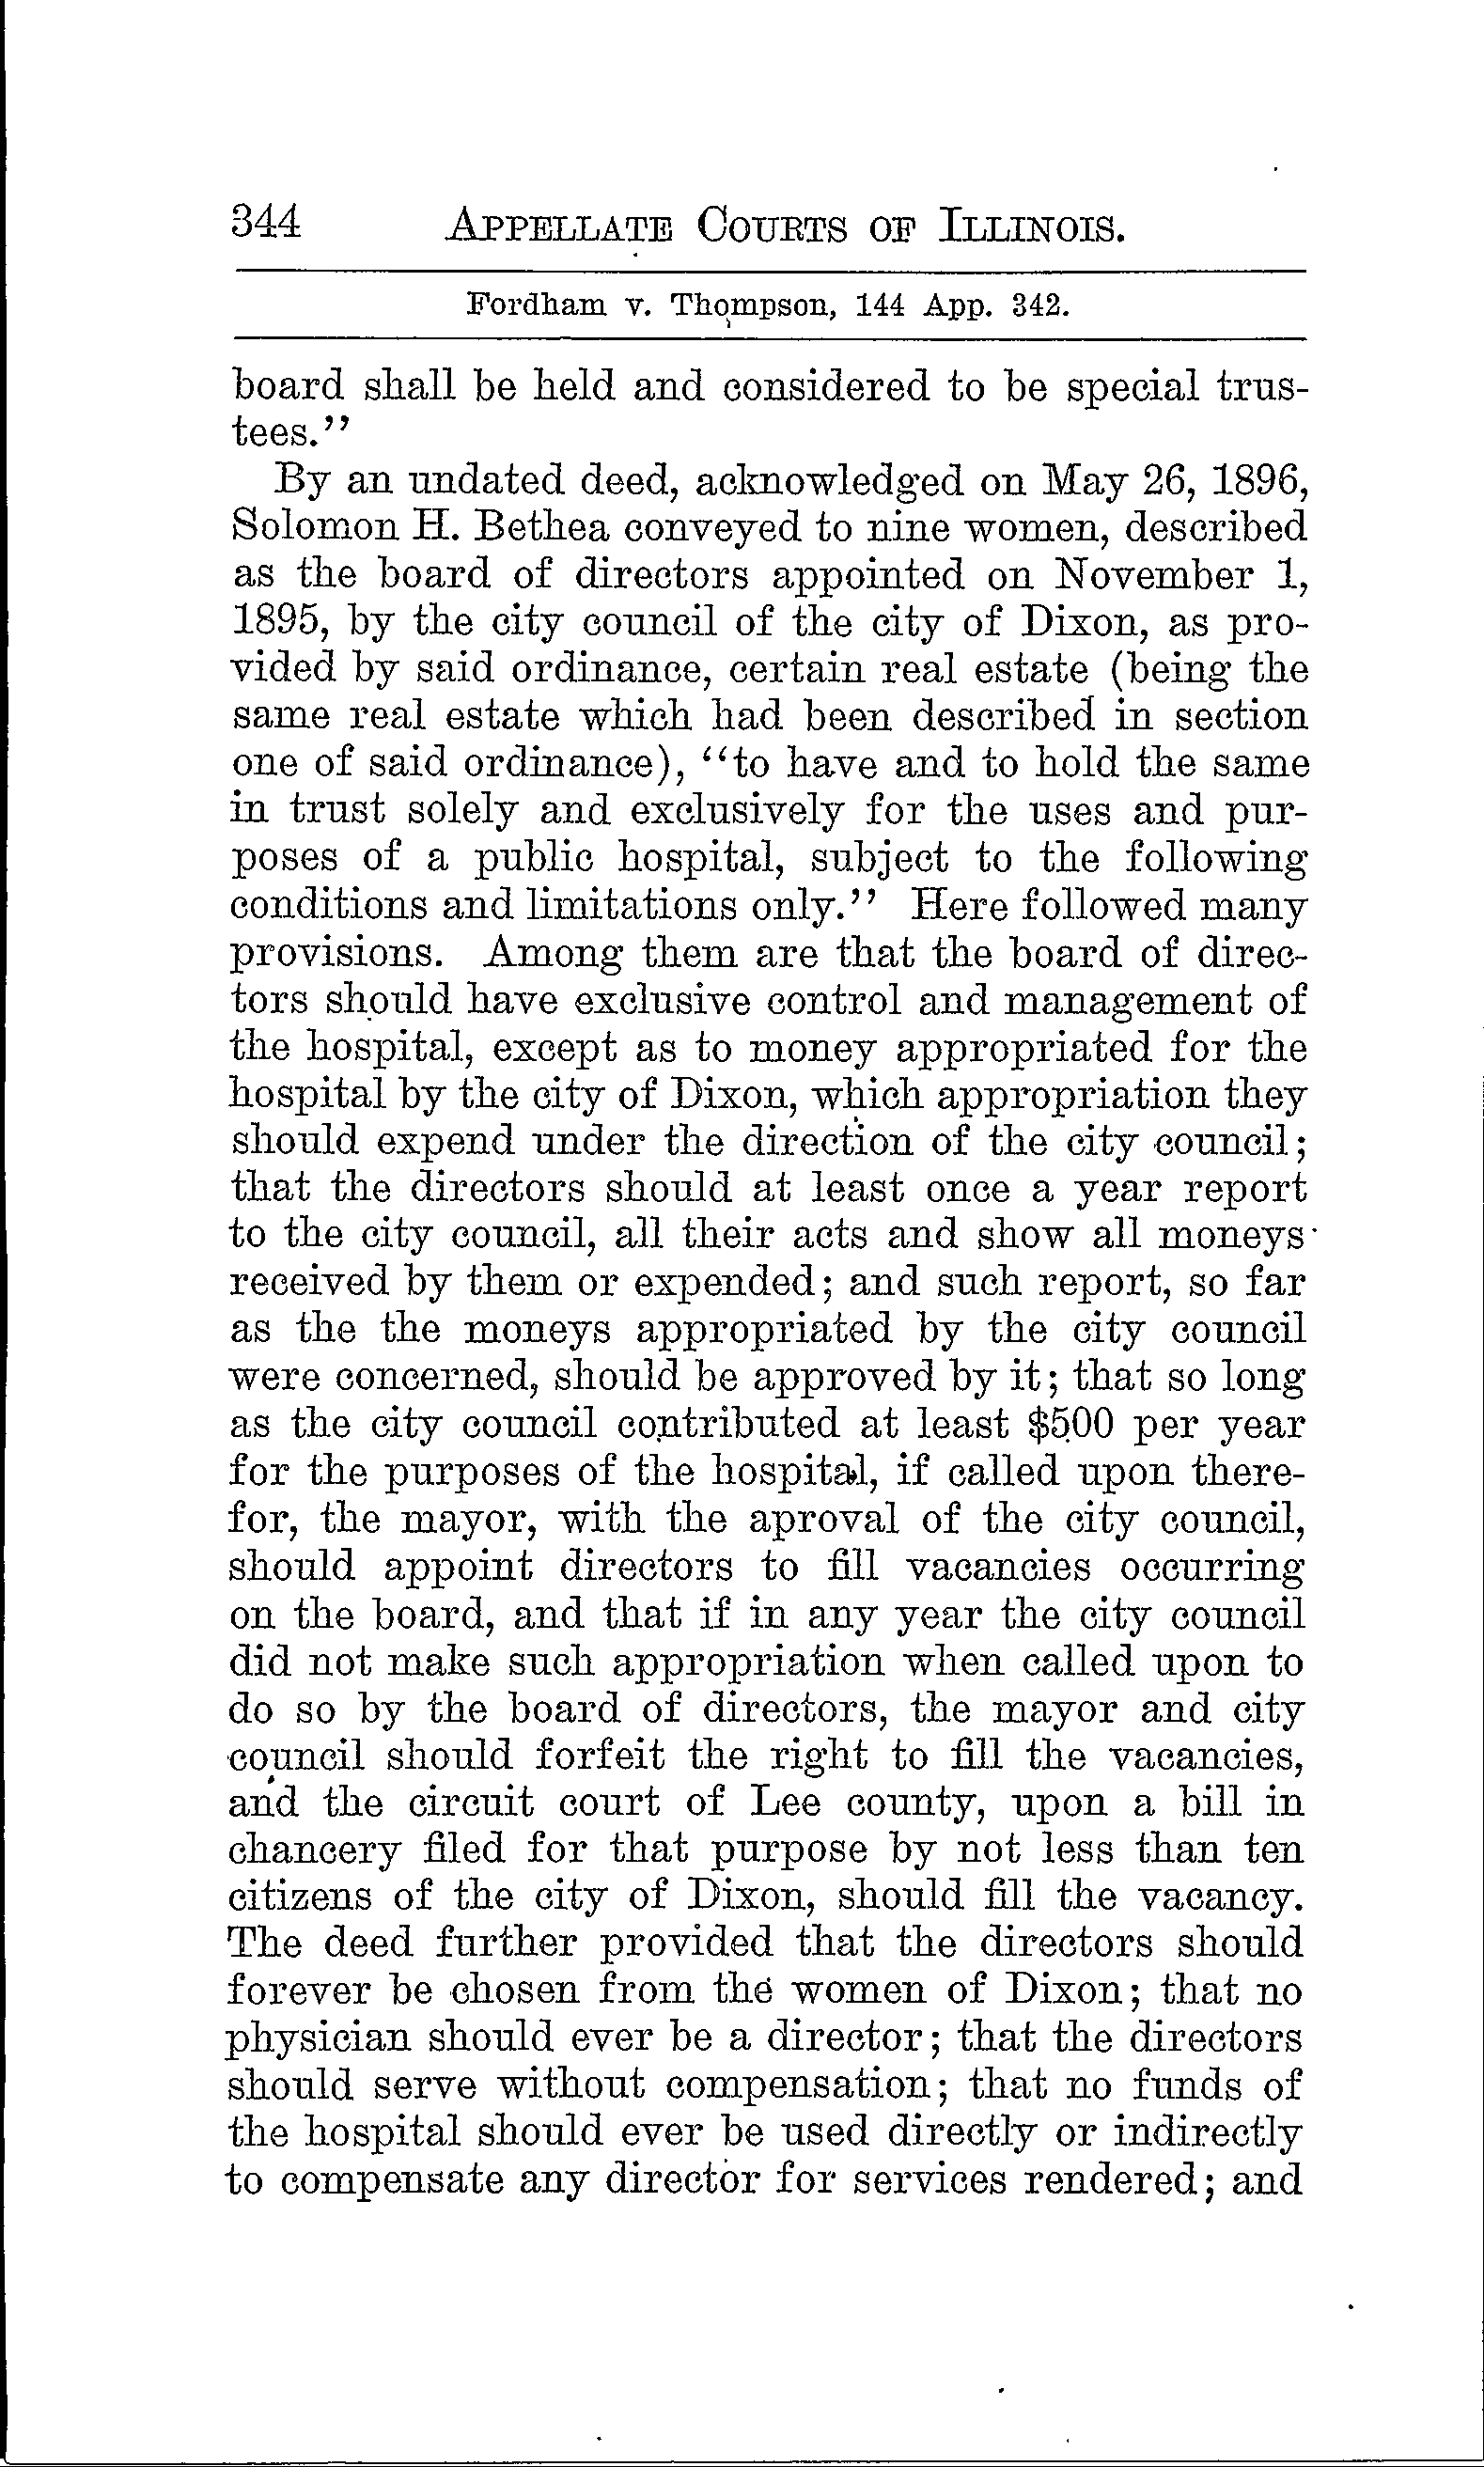 344 APPELLATE COURTS OF ILLINOIS.
Fordham v. Thompson, 144 App. 342.
board shall be held and considered to be special trus-
tees.”
By an undated deed, acknowledged on May 26, 1896,
Solomon H. Bethea conveyed to nine women, described
as the board of directors appointed on November 1,
1895, by the city council of the city of Dixon, as pro-
vided by said ordinance, certain real estate (being the
same real estate which had been described in section
one of said ordinance), “to have and to hold the same
in trust solely and exclusively for the uses and pur-
poses of a public hospital, subject to the following
conditions and limitations only.” Here followed many
provisions. Among them are that the board of direc-
tors should have exclusive control and management of
the hospital, except as to money appropriated for the
hospital by the city of Dixon, which appropriation they
should expend under the direction of the city council;
that the directors should at least once a year report
to the city council, all their acts and show all moneys
received by them or expended; and such report, so far
as the the moneys appropriated by the city council
were concerned, should be approved by it; that so long
as the city council contributed at least $500 per year
for the purposes of the hospital, if called upon there-
for, the mayor, with the aproval of the city council,
should appoint directors to fill vacancies occurring
on the board, and that if in any year the city council
did not make such appropriation when called upon to
do so by the board of directors, the mayor and city
council should forfeit the right to fill the vacancies,
and the circuit court of Lee county, upon a bill in
chancery filed for that purpose by not less than ten
citizens of the city of Dixon, should fill the vacancy.
The deed further provided that the directors should
forever be chosen from the women of Dixon; that no
physician should ever be a director; that the directors
should serve without compensation; that no funds of
the hospital should ever be used directly or indirectly
to compensate any director for services rendered; and